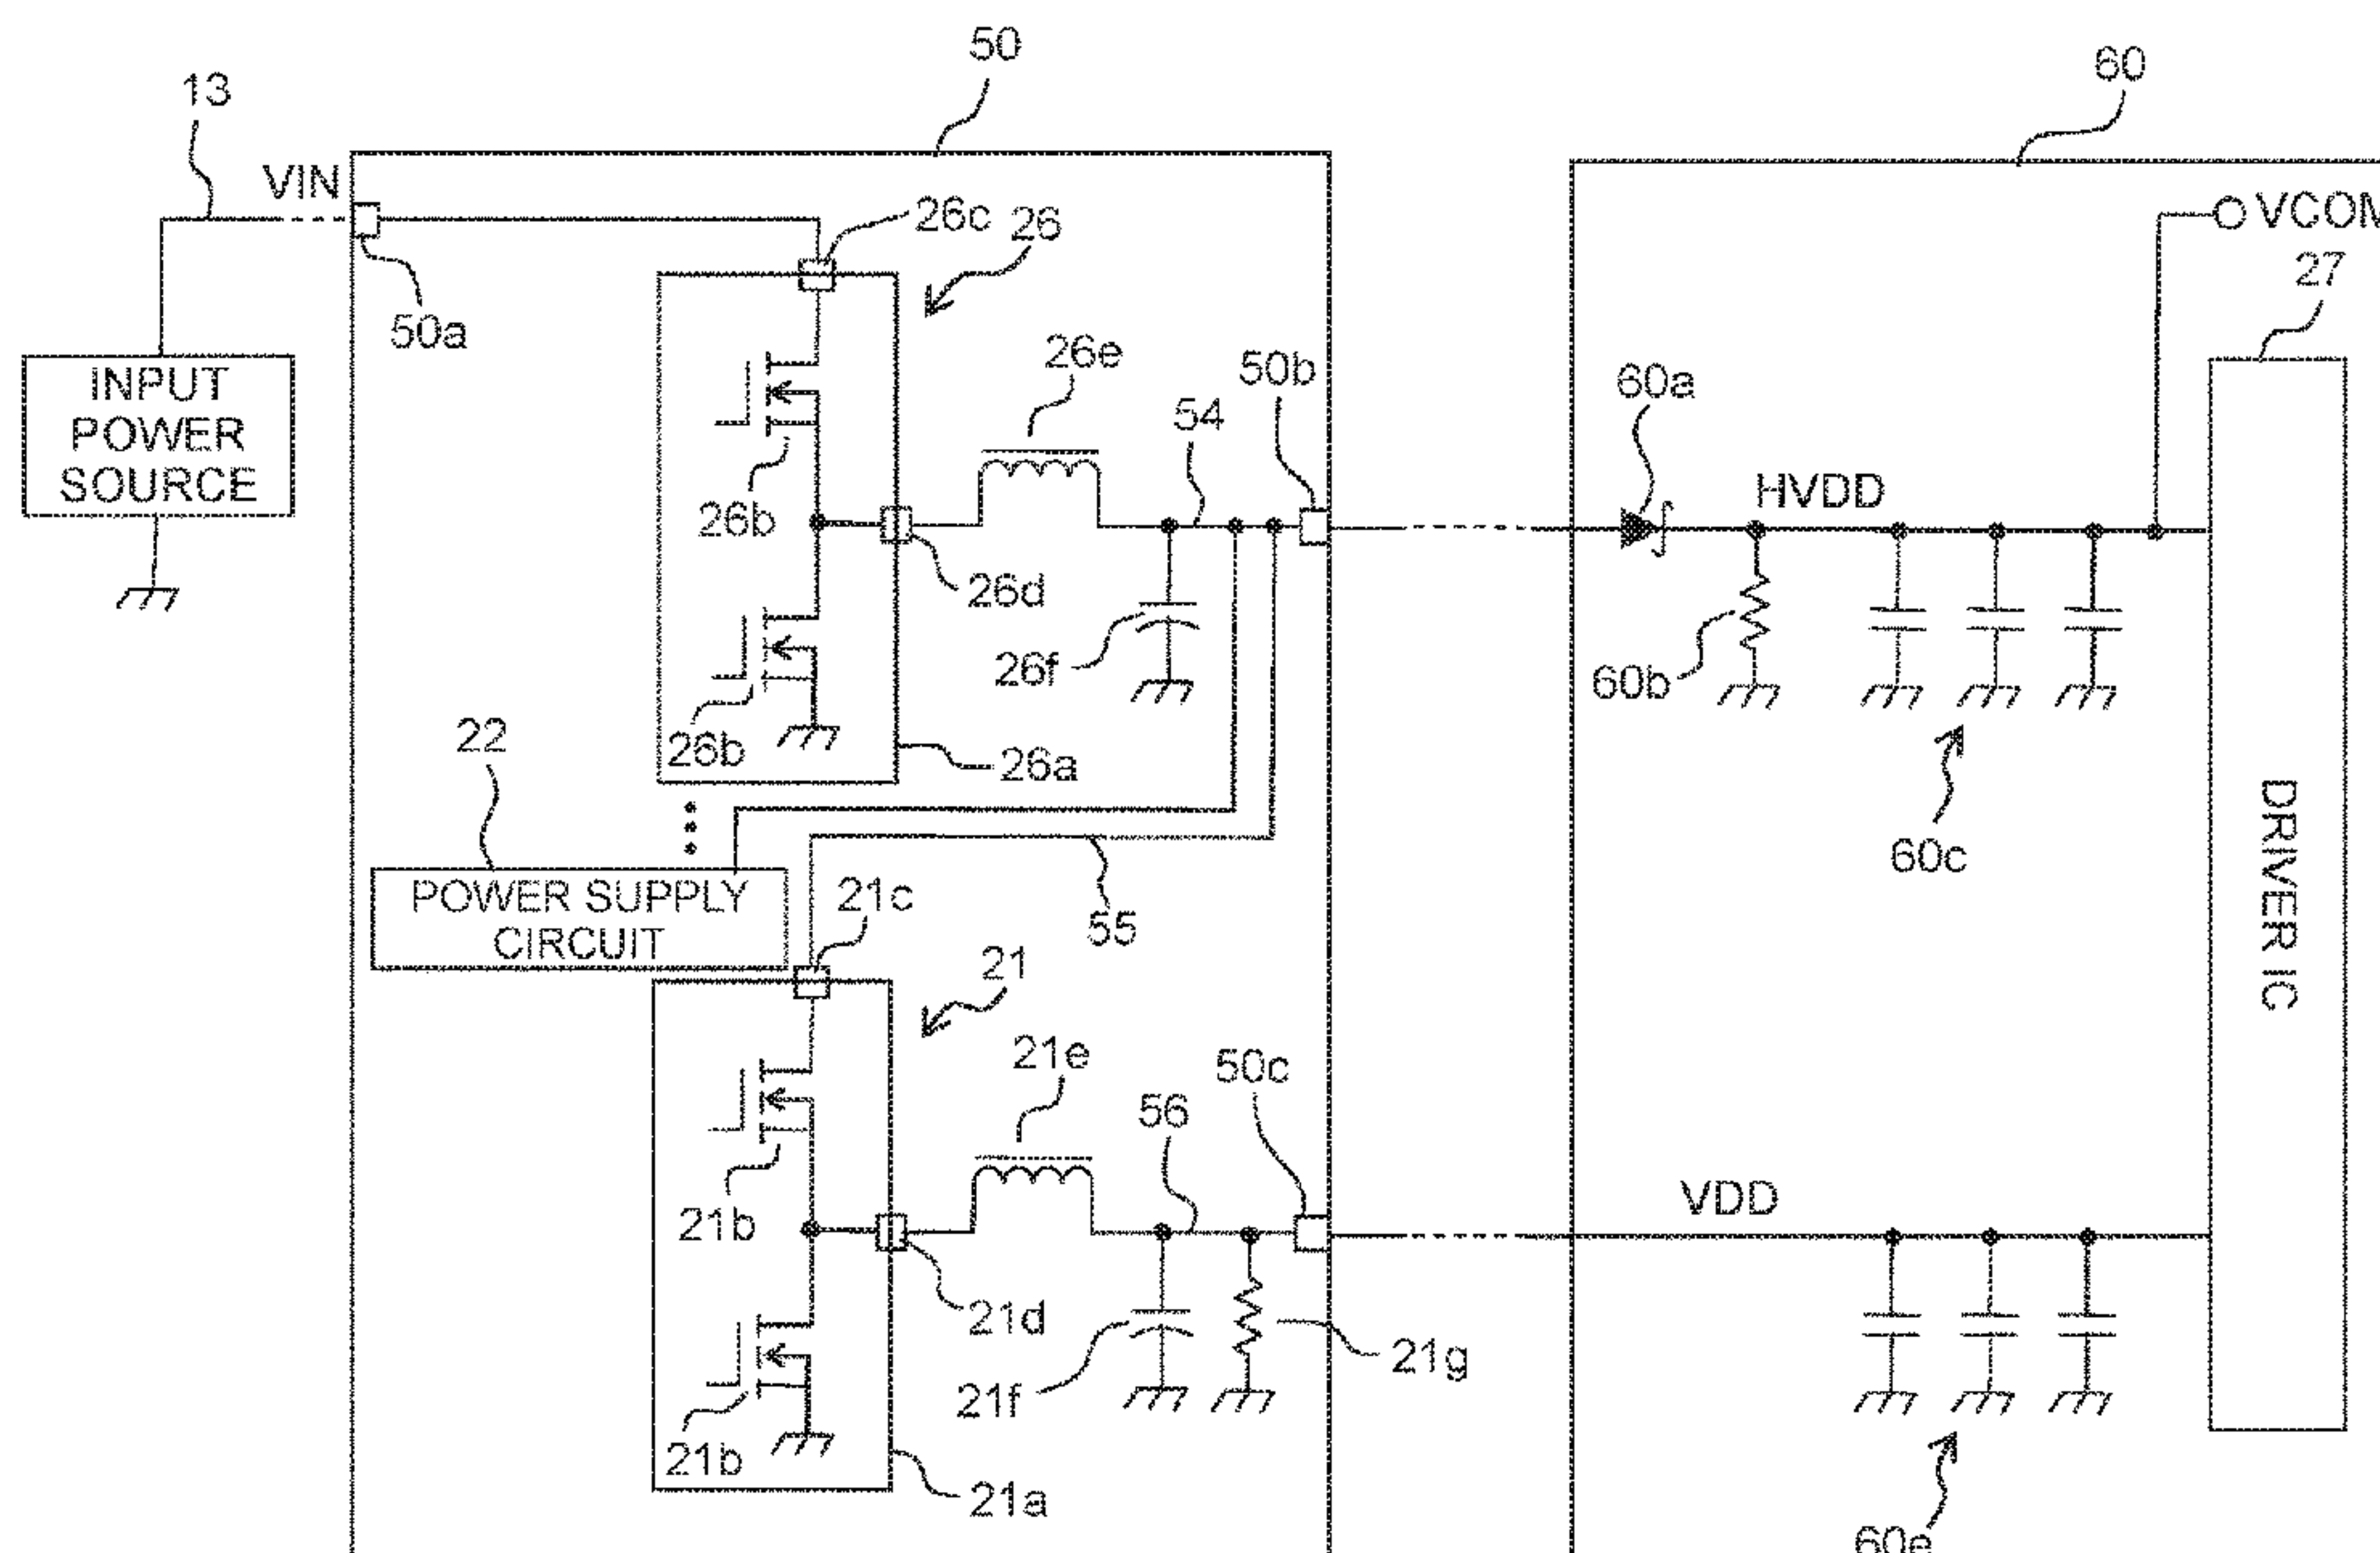 50
60
13
VIN
26c
26
VCOM
27
50a
26e
50b
60a
54
INPUT
POWER
SOURCE
HVDD
26b
26d
26f
60b
22
26b
26a
60c
DRIVER IC
POWER SUPPLY
CIRCUIT
21c
55
21
21e
50c
56
VDD
21b
21d
21f
21g
21b
21a
60e